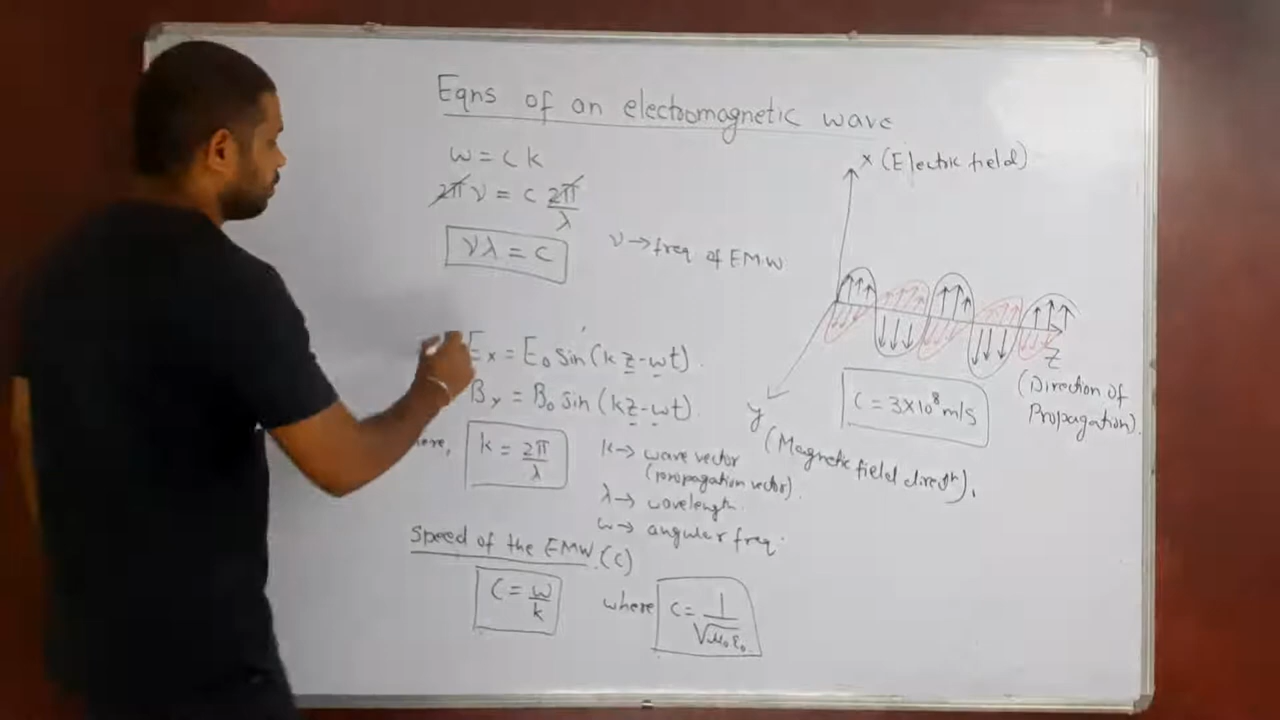 Eqns of an electromagnetic wave
ω = c k
2π ν = c 2π/λ
νλ = c
ν → freq of EMW
x (Electric field)
Z
(Direction of
Propagation).
y
(Magnetic field directn).
C = 3×10⁸ m/s
Ex = E₀ sin(kz-ωt).
By = B₀ sin(kz-ωt).
k = 2π/λ
k → wave vector
(propagation vector).
λ → wavelength.
ω → angular freq.
Speed of the EMW.(c)
C = ω/k
where
C = 1/√μ₀ε₀